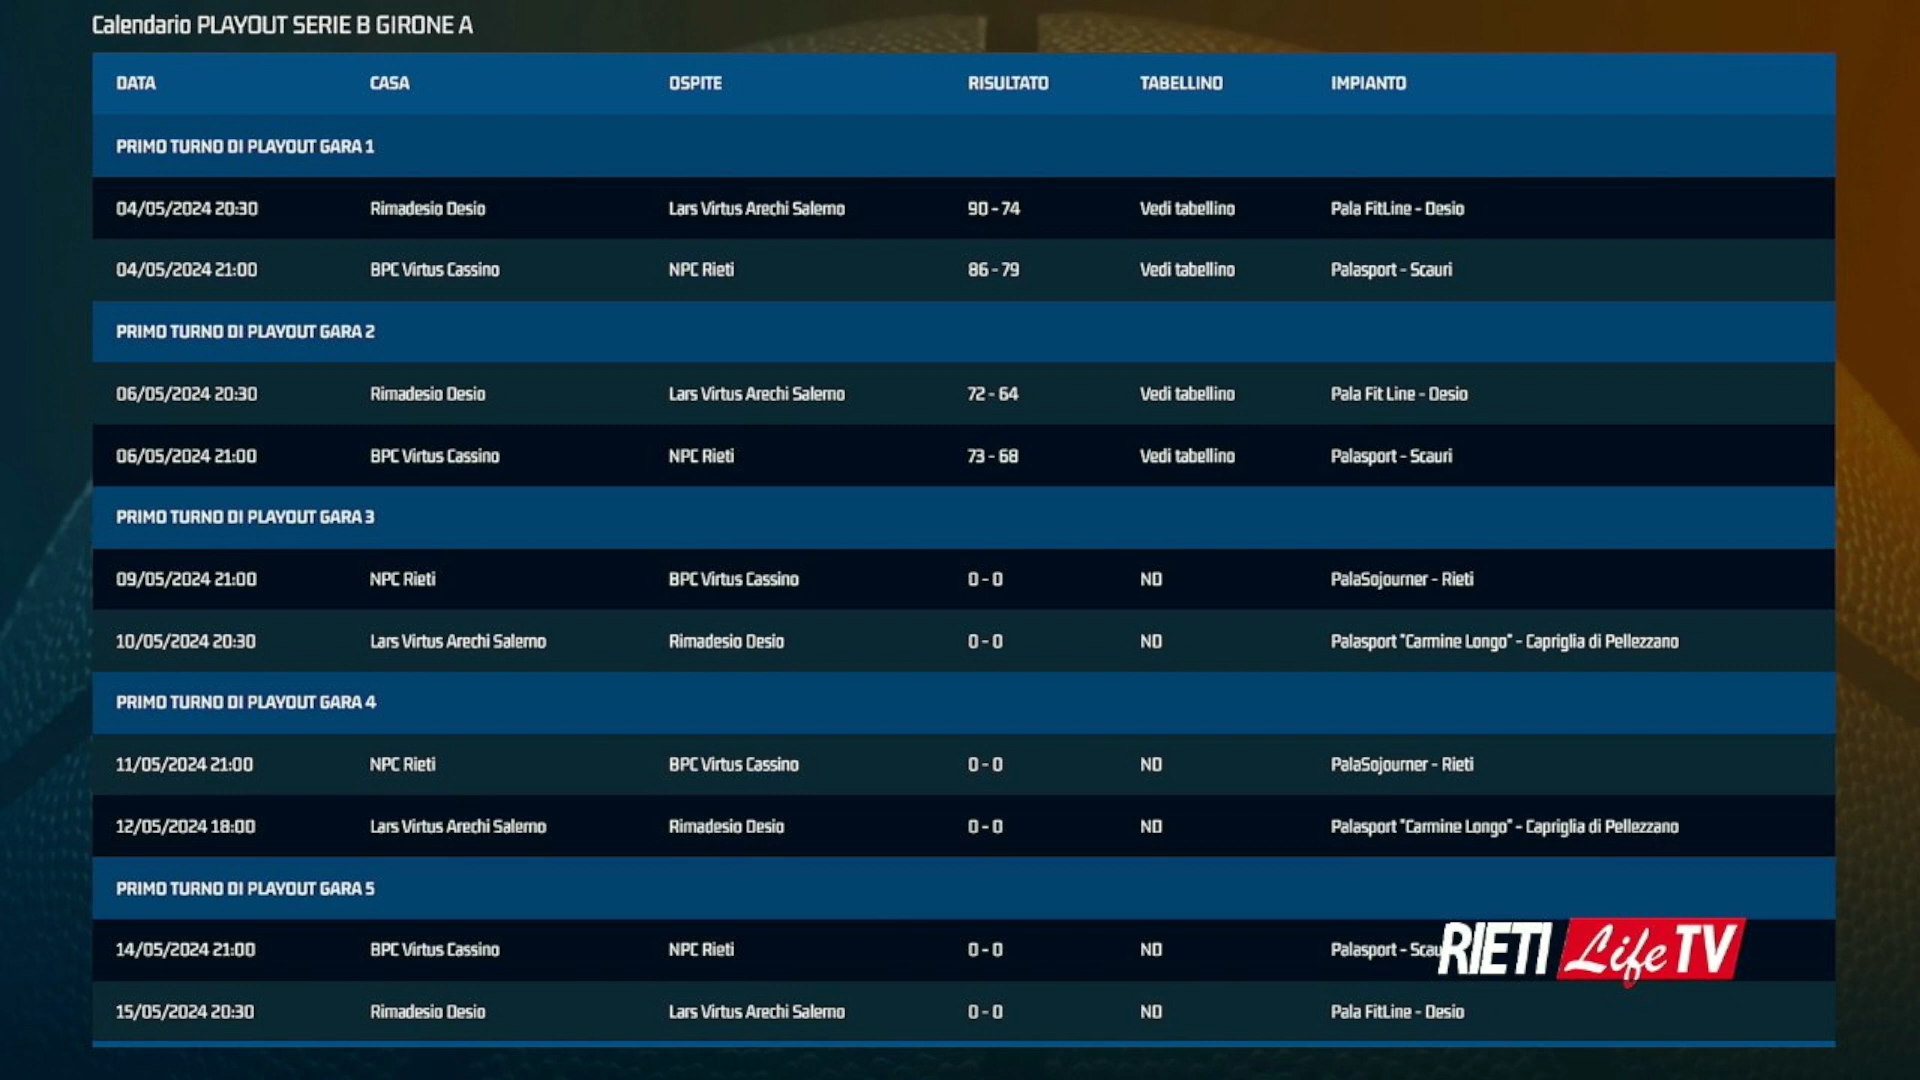 Calendario PLAYOUT SERIE B GIRONE A
DATA CASA OSPITE RISULTATO TABELLINO IMPIANTO
PRIMO TURNO DI PLAYOUT GARA 1
04/05/2024 20:30 Rimadesio Desio Lars Virtus Arechi Salerno 90 - 74 Vedi tabellino Pala FitLine - Desio
04/05/2024 21:00 BPC Virtus Cassino NPC Rieti 86 - 79 Vedi tabellino Palasport - Scauri
PRIMO TURNO DI PLAYOUT GARA 2
06/05/2024 20:30 Rimadesio Desio Lars Virtus Arechi Salerno 72 - 64 Vedi tabellino Pala Fit Line - Desio
06/05/2024 21:00 BPC Virtus Cassino NPC Rieti 73 - 68 Vedi tabellino Palasport - Scauri
PRIMO TURNO DI PLAYOUT GARA 3
09/05/2024 21:00 NPC Rieti BPC Virtus Cassino 0 - 0 ND PalaSojourner - Rieti
10/05/2024 20:30 Lars Virtus Arechi Salerno Rimadesio Desio 0 - 0 ND Palasport "Carmine Longo" - Capriglia di Pellezzano
PRIMO TURNO DI PLAYOUT GARA 4
11/05/2024 21:00 NPC Rieti BPC Virtus Cassino 0 - 0 ND PalaSojourner - Rieti
12/05/2024 18:00 Lars Virtus Arechi Salerno Rimadesio Desio 0 - 0 ND Palasport "Carmine Longo" - Capriglia di Pellezzano
PRIMO TURNO DI PLAYOUT GARA 5
14/05/2024 21:00 BPC Virtus Cassino NPC Rieti 0 - 0 ND Palasport - Scau
RIETI Life TV
15/05/2024 20:30 Rimadesio Desio Lars Virtus Arechi Salerno 0 - 0 ND Pala FitLine - Desio